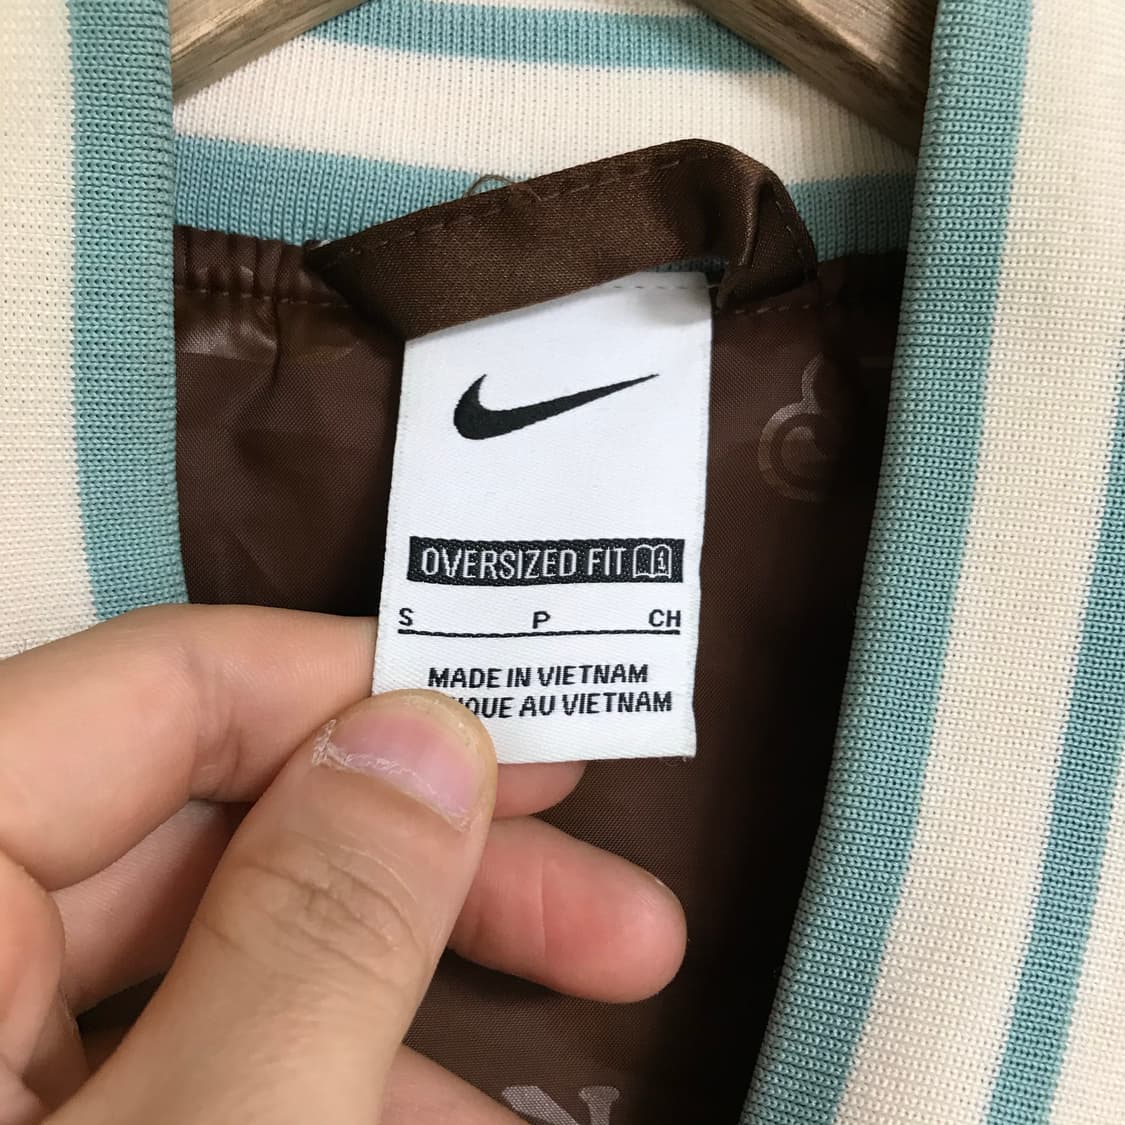 OVERSIZED FIT
S P CH
MADE IN VIETNAM
AU VIETNAM
C
N